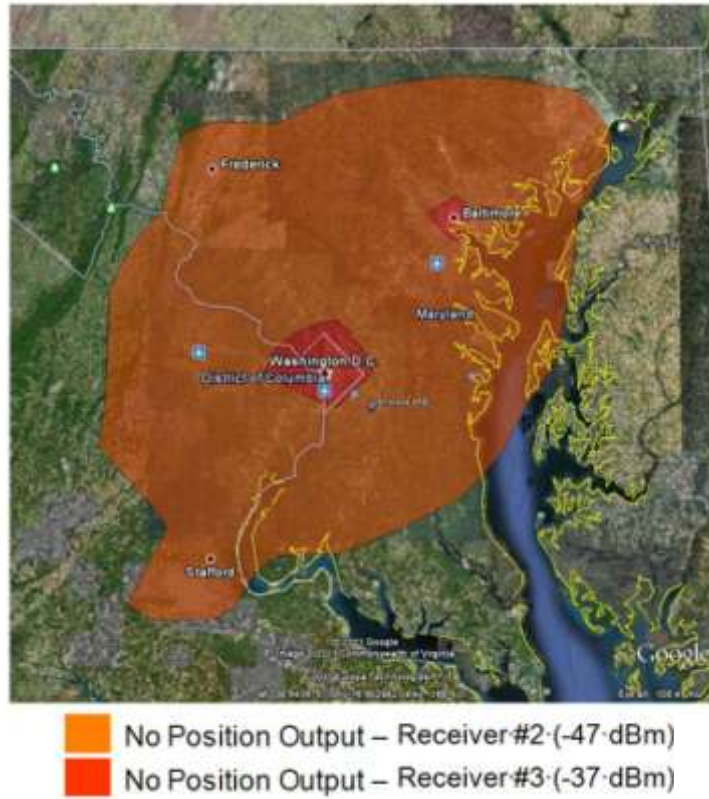 Frederick
Baltimore
Maryland
Washington D.C.
District of Columbia
Stafford
Google
No Position Output – Receiver·#2·(-47·dBm)
No Position Output – Receiver·#3·(-37·dBm)